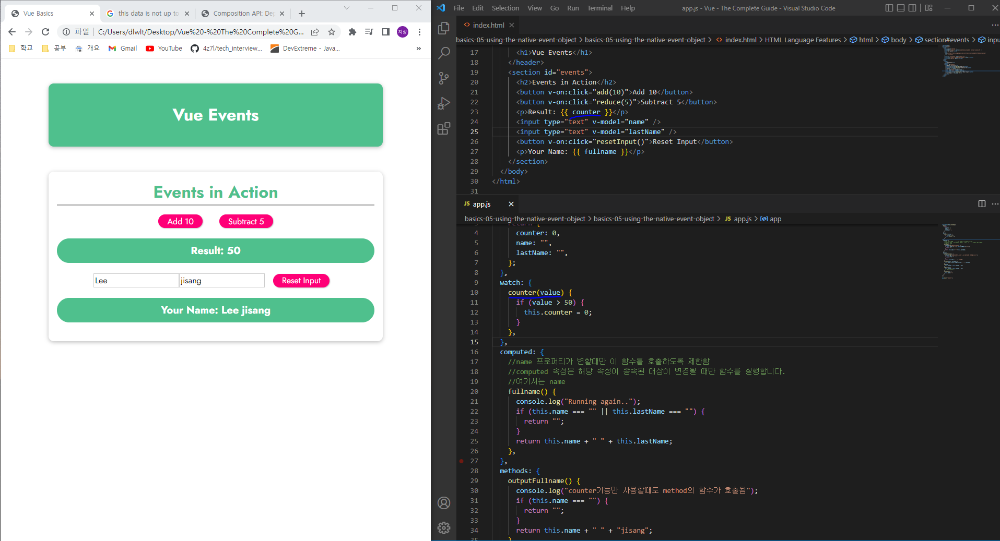 Vue Basics
this data is not up to
Composition API: De
파일
C:/Users/dlwlt/Desktop/Vue%20-%20The%20Complete%20G...
지상
학교
공부
개요
Gmail
YouTube
4z7l/tech_interview...
DevExtreme - Java...
»
Vue Events
Events in Action
Add 10
Subtract 5
Result: 50
Lee
jisang
Reset Input
Your Name: Lee jisang
File Edit Selection View Go Run Terminal Help
app.js - Vue - The Complete Guide - Visual Studio Code
<> index.html
basics-05-using-the-native-event-object > basics-05-using-the-native-event-object > <> index.html > HTML Language Features > html > body > section#events > inpu
17 <h1>Vue Events</h1>
18 </header>
19 <section id="events">
20 <h2>Events in Action</h2>
21 <button v-on:click="add(10)">Add 10</button>
22 <button v-on:click="reduce(5)">Subtract 5</button>
23 <p>Result: {{ counter }}</p>
24 <input type="text" v-model="name" />
25 <input type="text" v-model="lastName" />
26 <button v-on:click="resetInput()">Reset Input</button>
27 <p>Your Name: {{ fullname }}</p>
28 </section>
29 </body>
30 </html>
31
JS app.js
basics-05-using-the-native-event-object > basics-05-using-the-native-event-object > JS app.js > app
4 counter: 0,
5 name: "",
6 lastName: "",
7 };
8 },
9 watch: {
10 counter(value) {
11 if (value > 50) {
12 this.counter = 0;
13 }
14 },
15 },
16 computed: {
17 //name 프로퍼티가 변할때만 이 함수를 호출하도록 제한함
18 //computed 속성은 해당 속성이 종속된 대상이 변경될 때만 함수를 실행합니다.
19 //여기서는 name
20 fullname() {
21 console.log("Running again..");
22 if (this.name === "" || this.lastName === "") {
23 return "";
24 }
25 return this.name + " " + this.lastName;
26 },
27 },
28 methods: {
29 outputFullname() {
30 console.log("counter기능만 사용할때도 method의 함수가 호출됨");
31 if (this.name === "") {
32 return "";
33 }
34 return this.name + " " + "jisang";
35 }